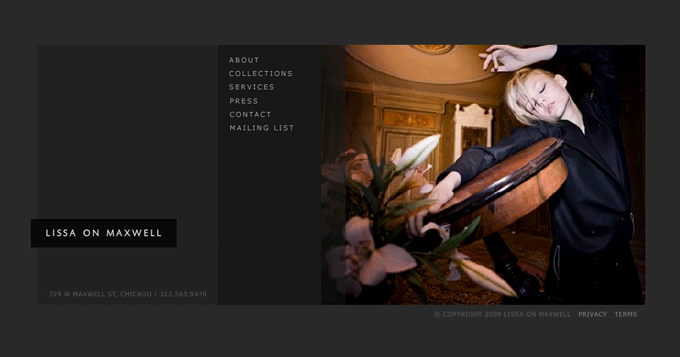 ABOUT
COLLECTIONS
SERVICES
PRESS
CONTACT
MAILING LIST
LISSA ON MAXWELL
729 W MAXWELL ST, CHICAGO / 312.563.9470
© COPYRIGHT 2009 LISSA ON MAXWELL PRIVACY TERMS